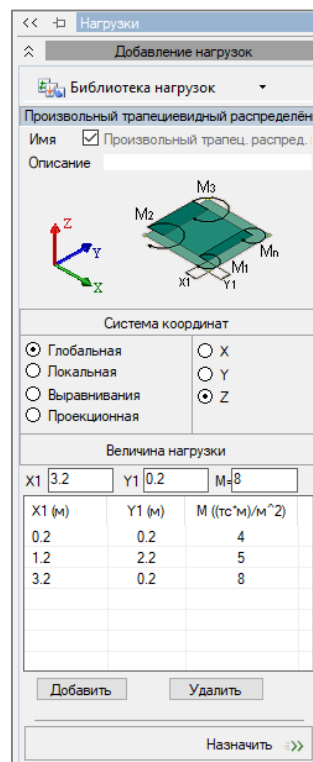 << Нагрузки
Добавление нагрузок
Библиотека нагрузок
Произвольный трапециевидный распределён
Имя Произвольный трапец. распред.
Описание
Z Y X M2 M3 M1 Mn X1 Y1
Система координат
Глобальная X
Локальная Y
Выравнивания Z
Проекционная
Величина нагрузки
X1 3.2 Y1 0.2 M= 8
X1 (м) Y1 (м) M ((тс*м)/м^2)
0.2 0.2 4
1.2 2.2 5
3.2 0.2 8
Добавить Удалить
Назначить